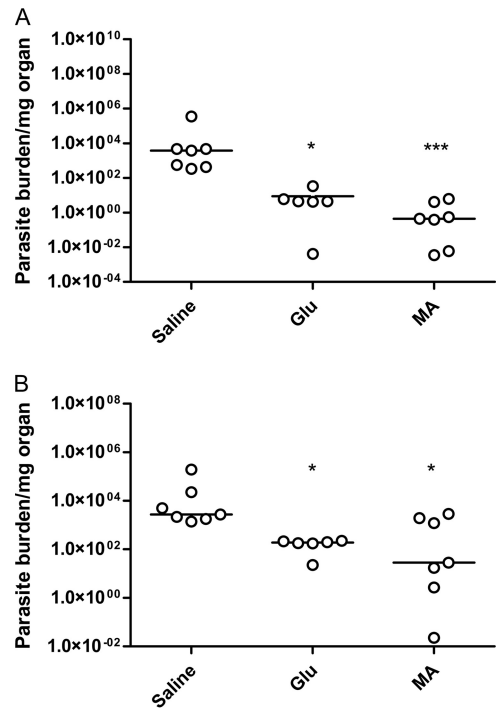 A
Parasite burden/mg organ
1.0×10^10
1.0×10^08
1.0×10^06
1.0×10^04
1.0×10^02
1.0×10^00
1.0×10^-02
1.0×10^-04
* ***
Saline Glu MA
B
Parasite burden/mg organ
1.0×10^08
1.0×10^06
1.0×10^04
1.0×10^02
1.0×10^00
1.0×10^-02
* *
Saline Glu MA